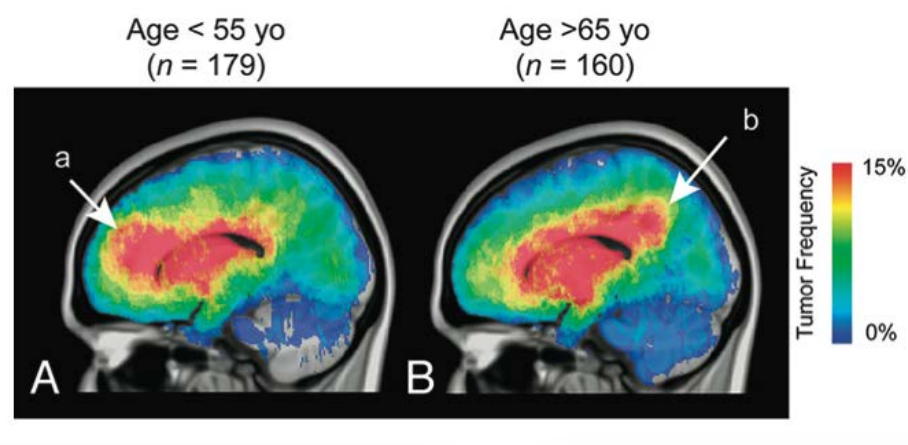 Age < 55 yo
(n = 179)
Age >65 yo
(n = 160)
a
b
A
B
Tumor Frequency
15%
0%